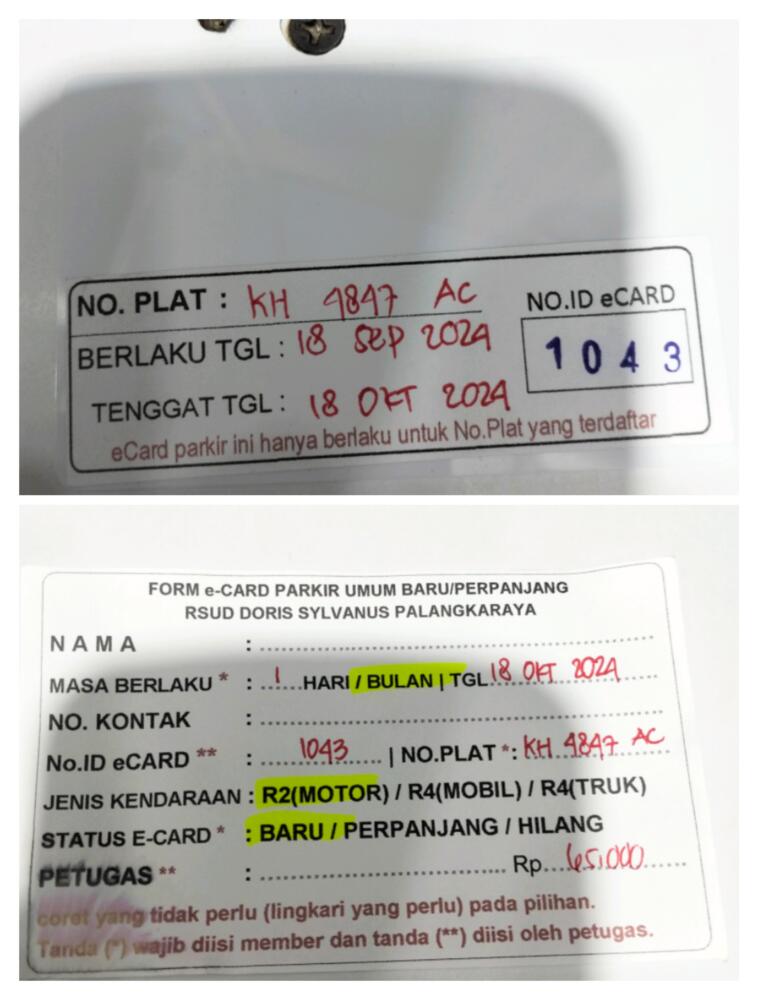 NO. PLAT : KH 4847 AC
NO.ID eCARD
BERLAKU TGL : 18 SEP 2024
1043
TENGGAT TGL : 18 OKT 2024
eCard parkir ini hanya berlaku untuk No.Plat yang terdaftar
FORM e-CARD PARKIR UMUM BARU/PERPANJANG
RSUD DORIS SYLVANUS PALANGKARAYA
NAMA :
MASA BERLAKU * : 1 HARI / BULAN | TGL 18 OKT 2024
NO. KONTAK :
No.ID eCARD ** : 1043 | NO.PLAT *: KH 4847 AC
JENIS KENDARAAN : R2(MOTOR) / R4(MOBIL) / R4(TRUK)
STATUS E-CARD * : BARU / PERPANJANG / HILANG
PETUGAS ** : Rp 65,000
coret yang tidak perlu (lingkari yang perlu) pada pilihan.
Tanda (*) wajib diisi member dan tanda (**) diisi oleh petugas.